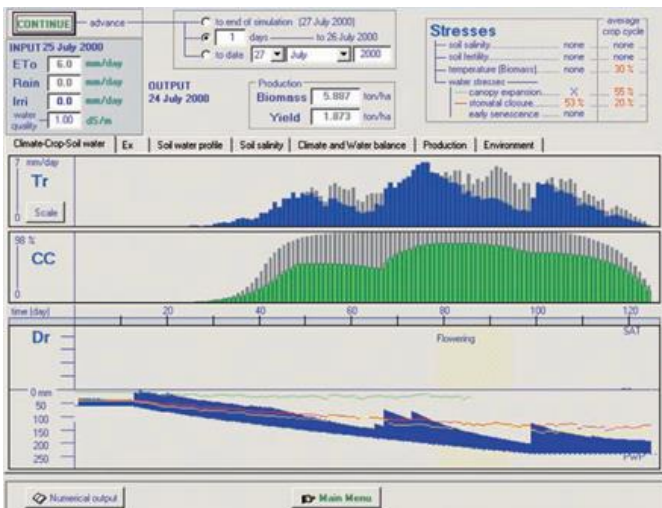 CONTINUE
advance
to end of simulation (27 July 2000)
1 days to 26 July 2000
to date 27 July 2000
INPUT 25 July 2000
ETo 6.0 mm/day
Rain 0.0 mm/day
Irri 0.0 mm/day
water quality 1.00 dS/m
OUTPUT
24 July 2000
Production
Biomass 5.887 ton/ha
Yield 1.873 ton/ha
Stresses
average
crop cycle
soil salinity none none
soil fertility none none
temperature (Biomass) none 30 %
water stresses
canopy expansion X 55 %
stomatal closure 53 % 20 %
early senescence none
Climate-Crop-Soil water Ex Soil water profile Soil salinity Climate and Water balance Production Environment
7 mm/day
Tr
Scale
0
98 %
CC
0
time (day) 20 40 60 80 100 120
Dr
Flowering
SAT
0 mm
50
100
150
200
250
PWP
Numerical output
Main Menu